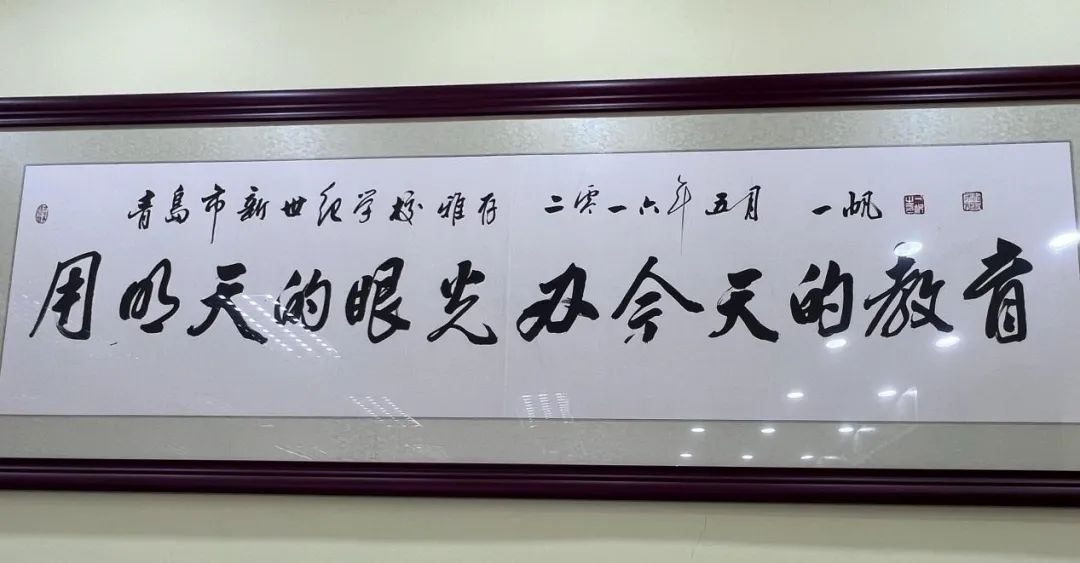 青岛市新世纪学校雅存 二零一六年五月 一帆
用明天的眼光办今天的教育